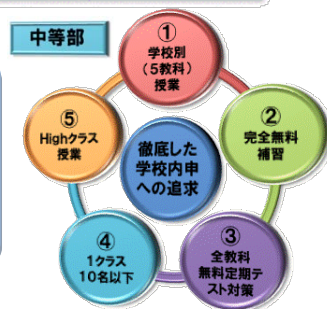 中等部
①
学校別
（5教科）
授業
②
完全無料
補習
③
全教科
無料定期テ
スト対策
④
1クラス
10名以下
⑤
Highクラス
授業
徹底した
学校内申
への追求